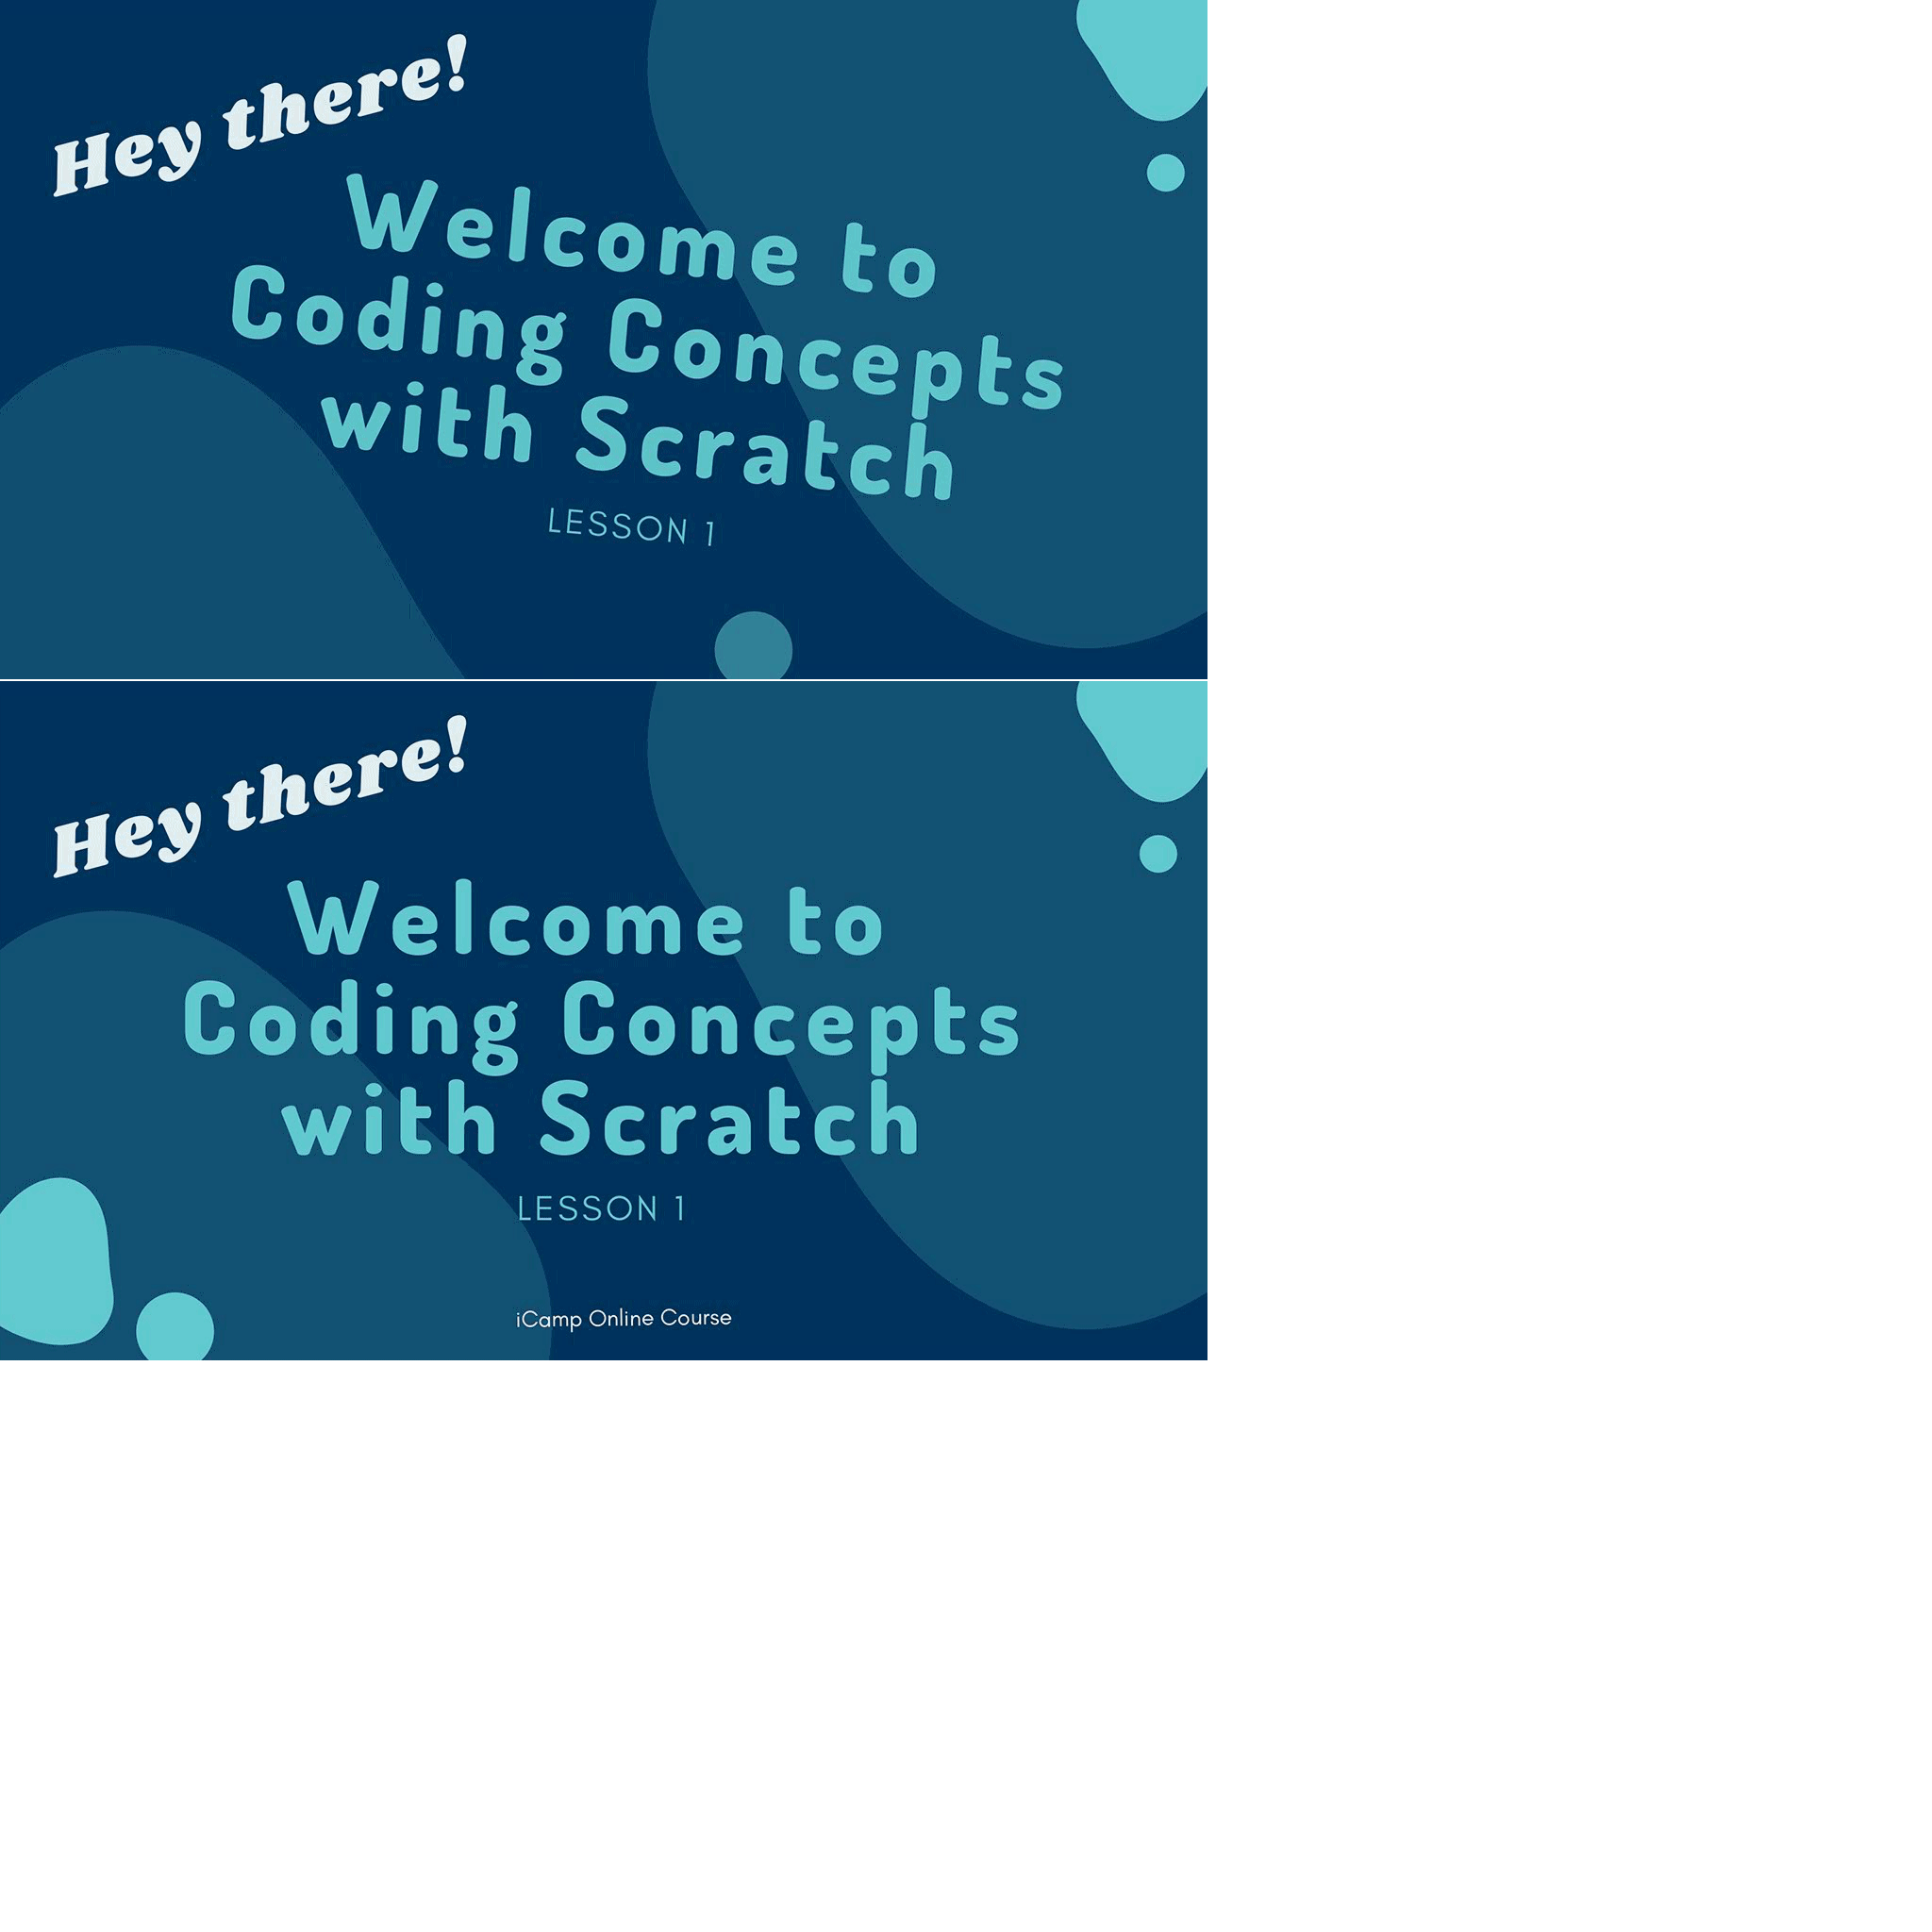 Hey there!
Welcome to
Coding Concepts
with Scratch
LESSON 1
Hey there!
Welcome to
Coding Concepts
with Scratch
LESSON 1
iCamp Online Course